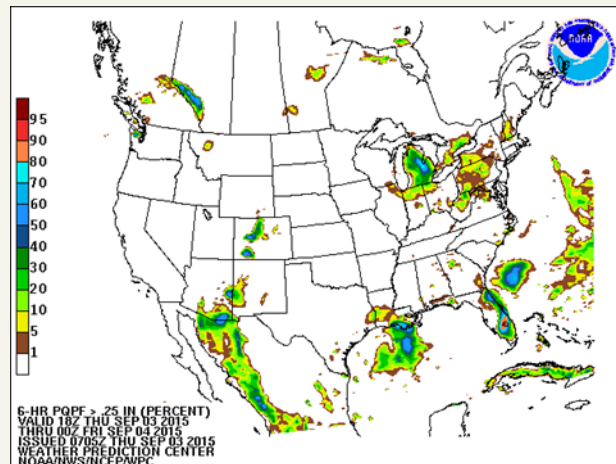 NOAA
95
90
80
70
60
50
40
30
20
10
5
1
6-HR PQPF > .25 IN (PERCENT)
VALID 18Z THU SEP 03 2015
THRU 00Z FRI SEP 04 2015
ISSUED 0705Z THU SEP 03 2015
WEATHER PREDICTION CENTER
NOAA/NWS/NCEP/WPC